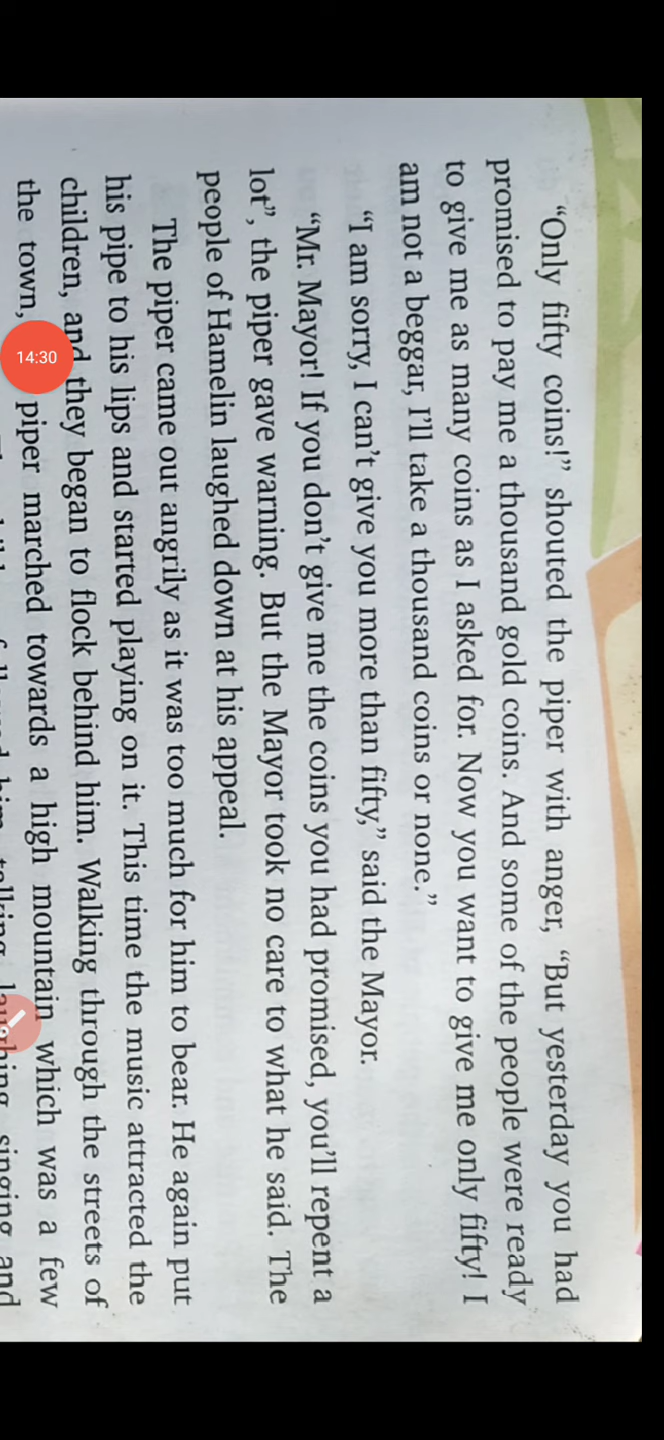 “Only fifty coins!” shouted the piper with anger, “But yesterday you had
promised to pay me a thousand gold coins. And some of the people were ready
to give me as many coins as I asked for. Now you want to give me only fifty! I
am not a beggar, I’ll take a thousand coins or none.”
“I am sorry, I can’t give you more than fifty,” said the Mayor.
“Mr. Mayor! If you don’t give me the coins you had promised, you’ll repent a
lot”, the piper gave warning. But the Mayor took no care to what he said. The
people of Hamelin laughed down at his appeal.
The piper came out angrily as it was too much for him to bear. He again put
his pipe to his lips and started playing on it. This time the music attracted the
children, and they began to flock behind him. Walking through the streets of
the town, piper marched towards a high mountain which was a few
singing and
14:30